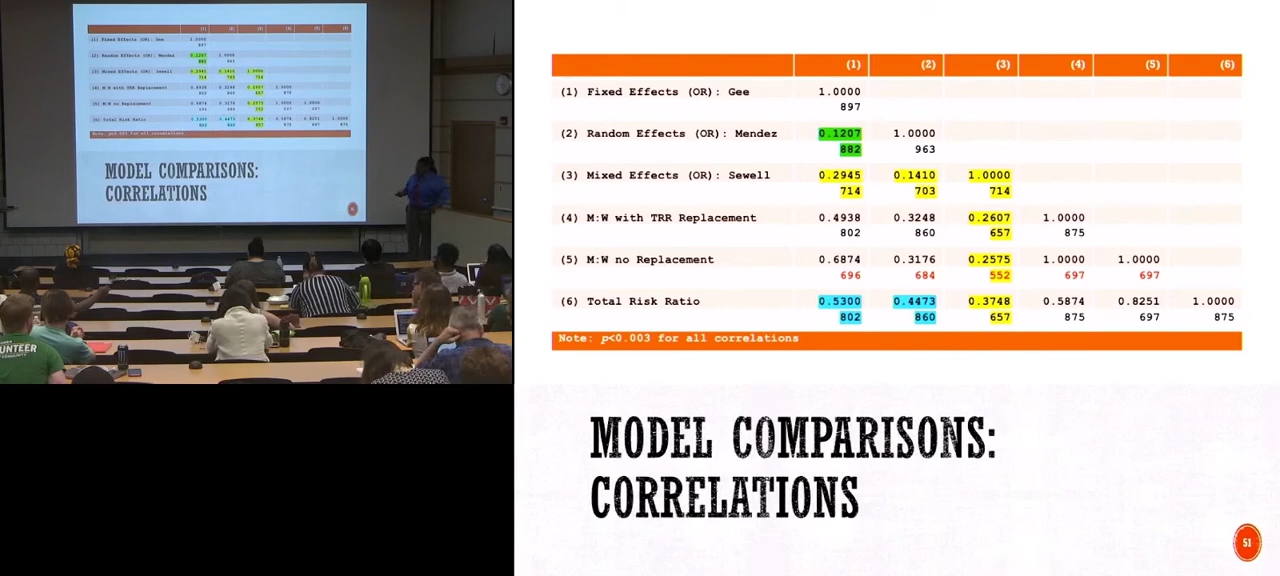 (1) (2) (3) (4) (5) (6)
(1) Fixed Effects (OR): Gee 1.0000
897
(2) Random Effects (OR): Mendez 0.1207 1.0000
882 963
(3) Mixed Effects (OR): Sewell 0.2945 0.1410 1.0000
714 703 714
(4) M:W with TRR Replacement 0.4938 0.3248 0.2607 1.0000
802 860 657 875
(5) M:W no Replacement 0.6874 0.3176 0.2575 1.0000 1.0000
696 684 552 697 697
(6) Total Risk Ratio 0.5300 0.4473 0.3748 0.5874 0.8251 1.0000
802 860 657 875 697 875
Note: p<0.003 for all correlations
MODEL COMPARISONS:
CORRELATIONS
51
MODEL COMPARISONS:
CORRELATIONS
UNTEER